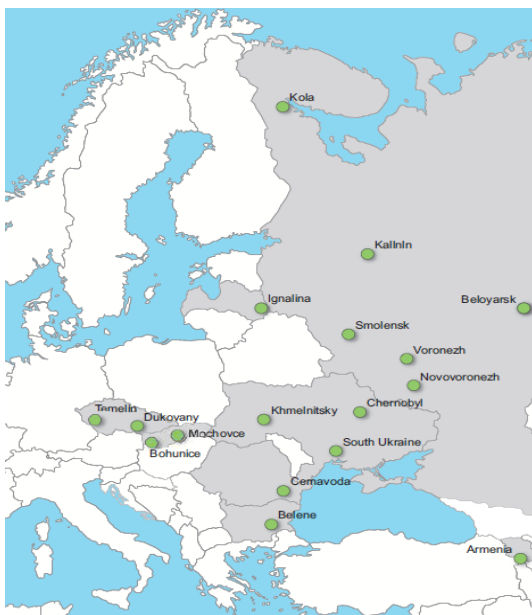 Kola
KalInIn
Ignalina
Beloyarsk
Smolensk
Voronezh
Novovoronezh
Temelin
Dukovany
Khmelnitsky
Chernobyl
Mochovce
Bohunice
South Ukraine
Cernavoda
Belene
Armenia